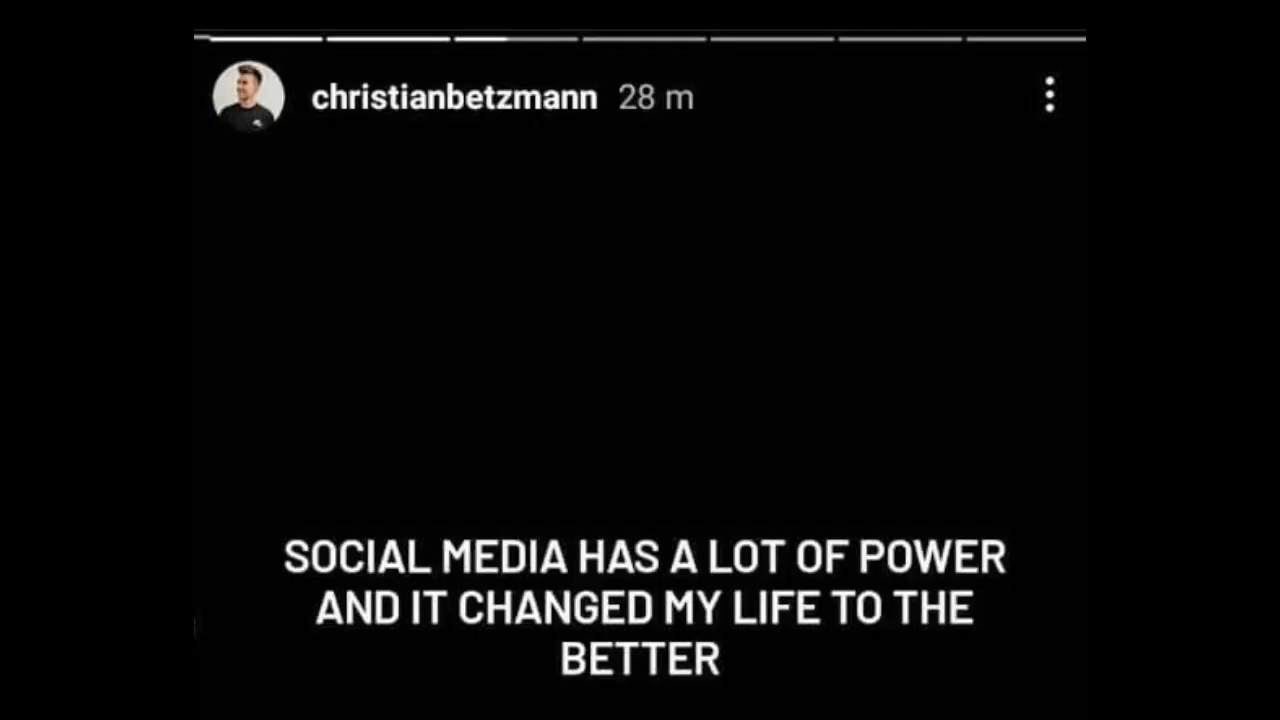 christianbetzmann 28 m
SOCIAL MEDIA HAS A LOT OF POWER
AND IT CHANGED MY LIFE TO THE
BETTER